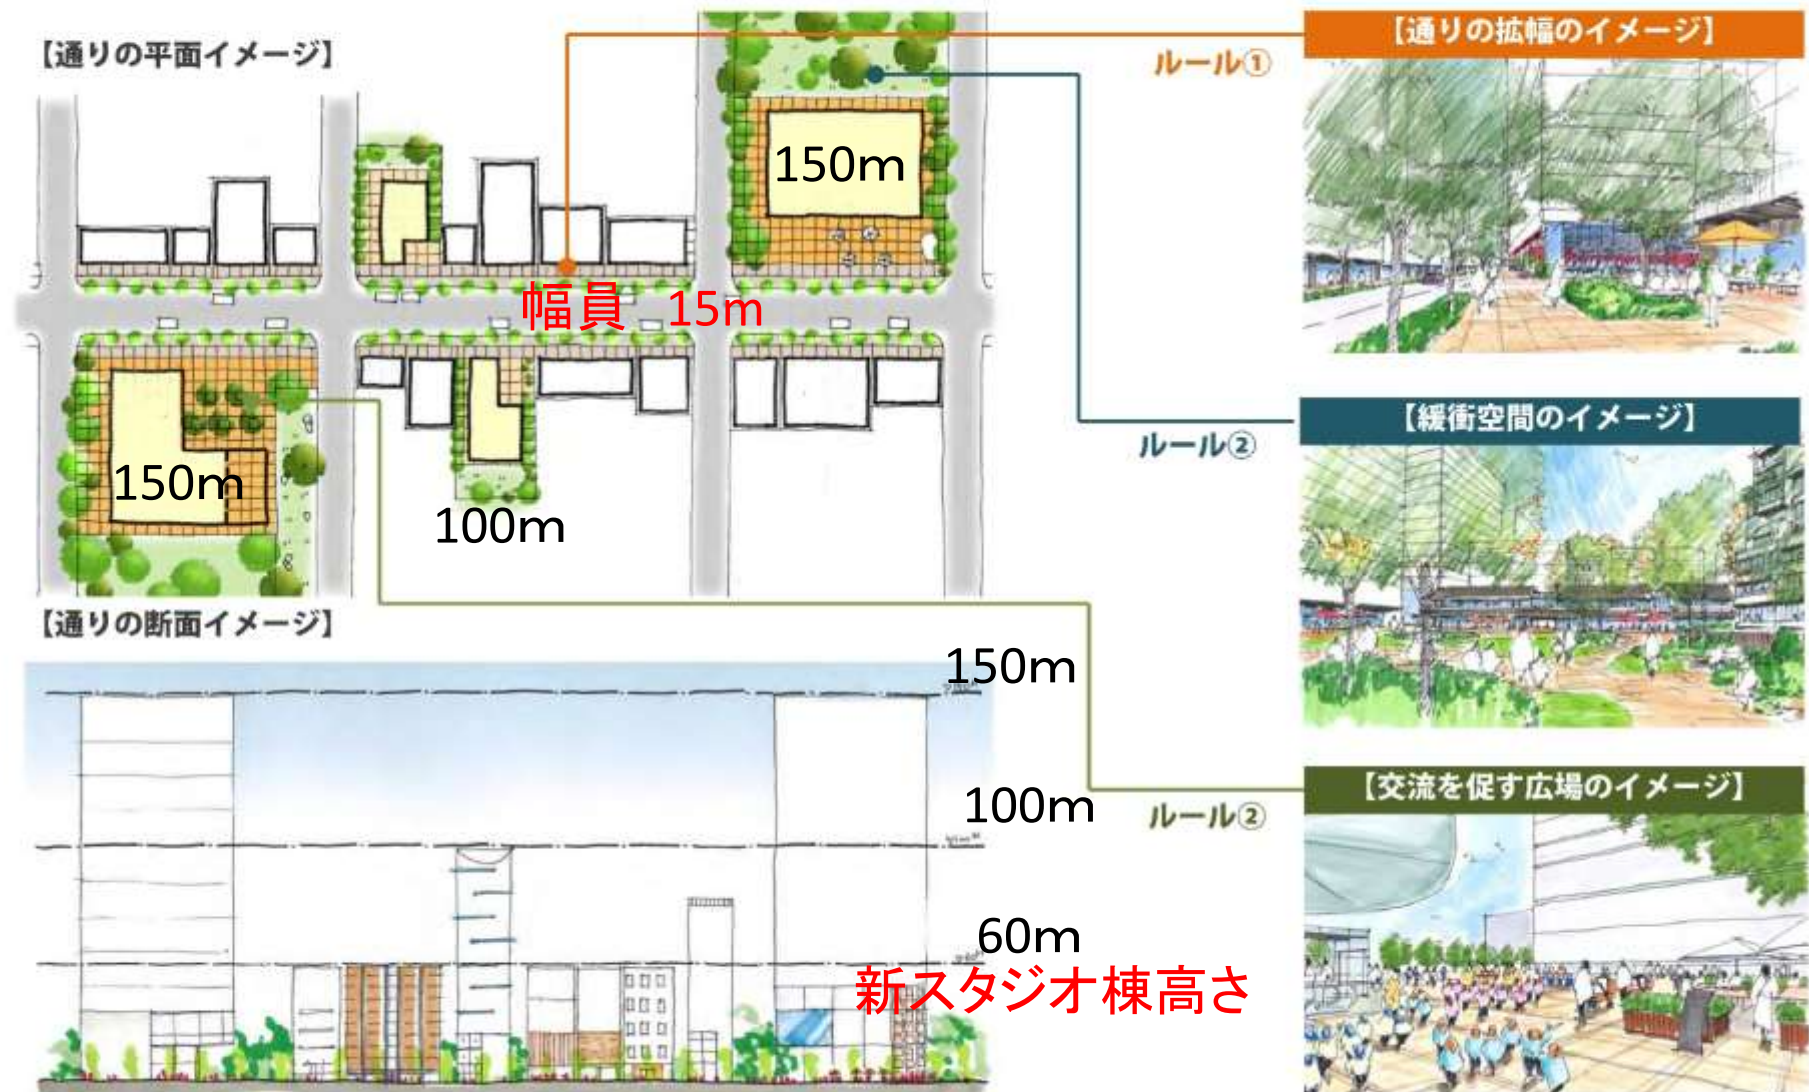 【通りの平面イメージ】
ルール①
【通りの拡幅のイメージ】
150m
幅員 15m
ルール②
【緩衝空間のイメージ】
150m
100m
【通りの断面イメージ】
150m
100m
ルール②
【交流を促す広場のイメージ】
60m
新スタジオ棟高さ